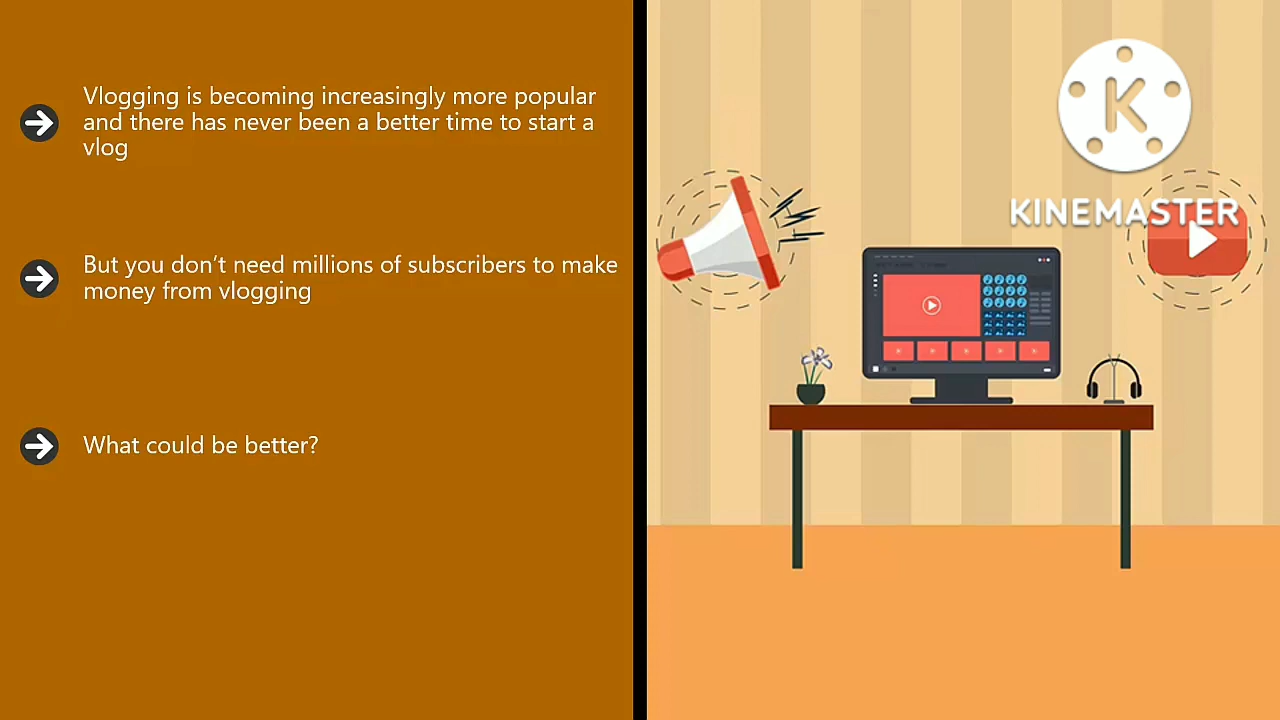 Vlogging is becoming increasingly more popular
and there has never been a better time to start a
vlog
But you don’t need millions of subscribers to make
money from vlogging
What could be better?
K
KINEMASTER